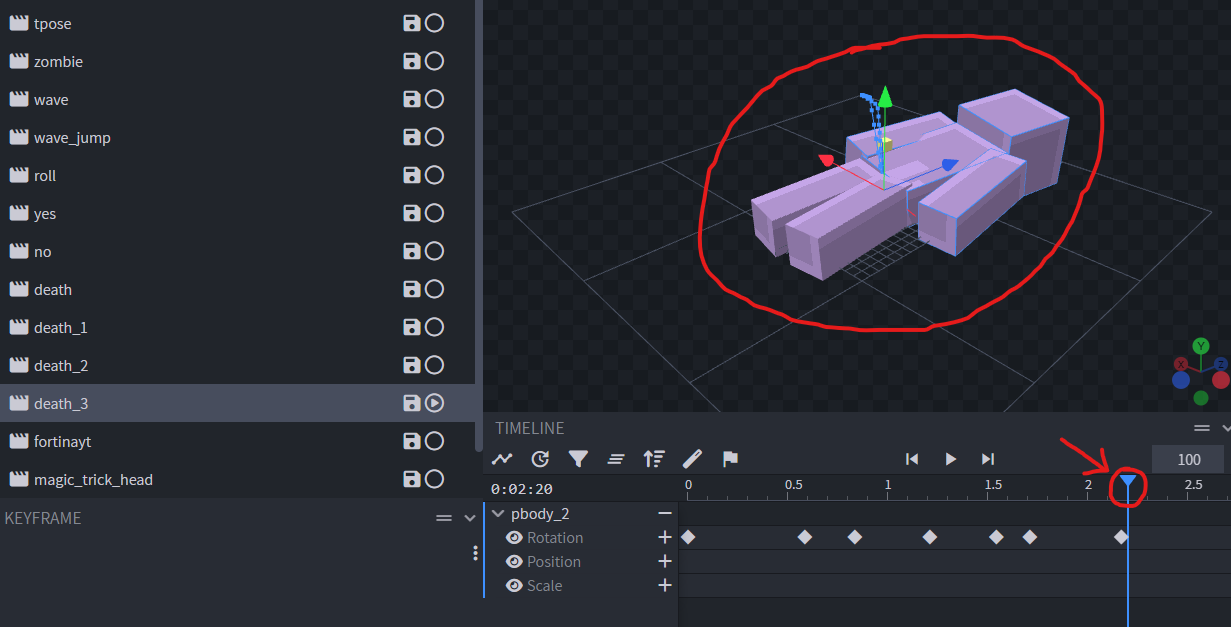 tpose
zombie
wave
wave_jump
roll
yes
no
death
death_1
death_2
death_3
fortinayt
magic_trick_head
KEYFRAME
Y
X
Z
TIMELINE
100
0:02:20
0 0.5 1 1.5 2 2.5
pbody_2
Rotation
Position
Scale